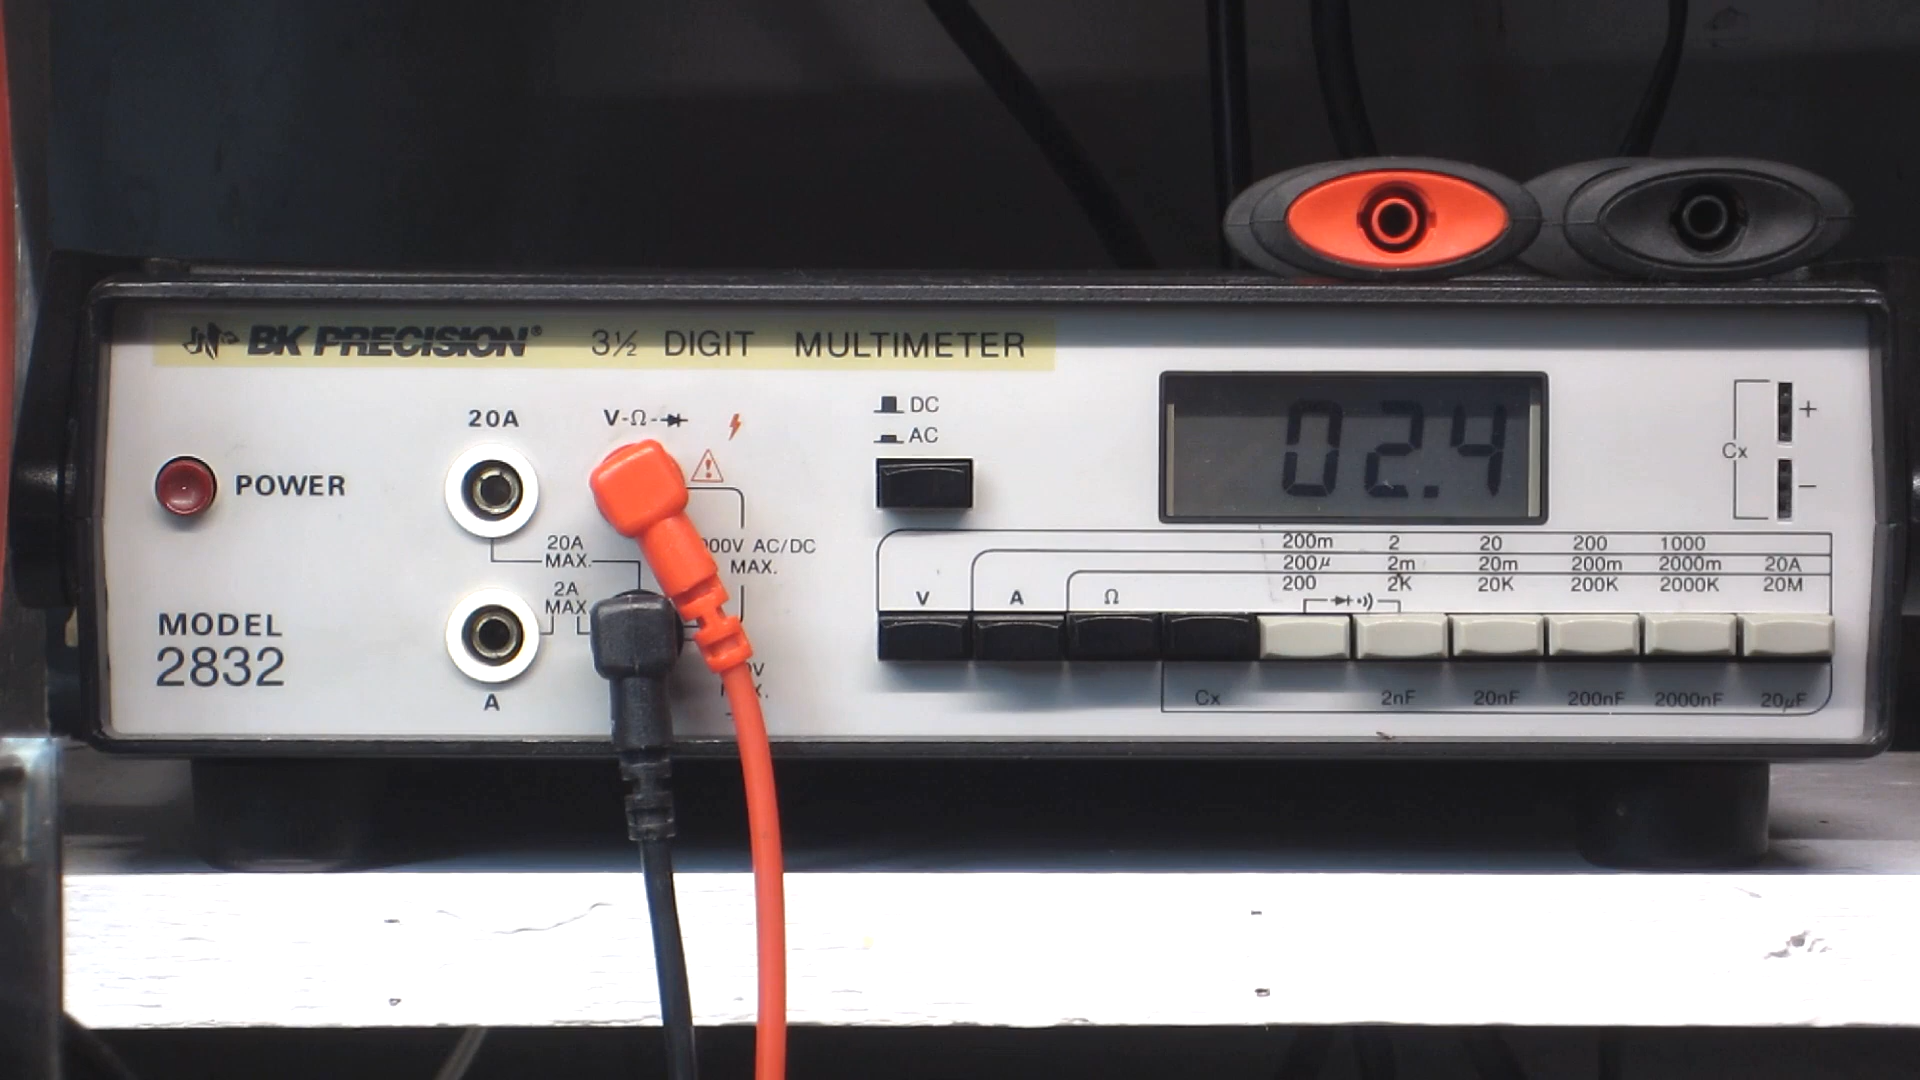 BK PRECISION® 3½ DIGIT MULTIMETER
POWER
MODEL
2832
20A
V-Ω-
20A
MAX.
2A
MAX.
A
00V AC/DC
MAX.
DC
AC
02.4
Cx
+
−
200m 2 20 200 1000
200µ 2m 20m 200m 2000m 20A
200 2K 20K 200K 2000K 20M
V A Ω
Cx 2nF 20nF 200nF 2000nF 20µF